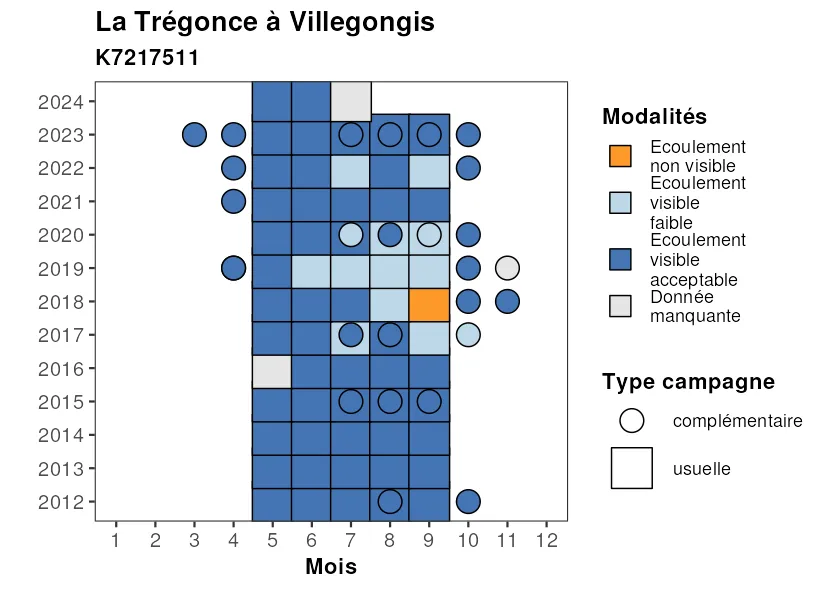 La Trégonce à Villegongis
K7217511
2024
2023
2022
2021
2020
2019
2018
2017
2016
2015
2014
2013
2012
1 2 3 4 5 6 7 8 9 10 11 12
Mois
Modalités
Ecoulement
non visible
Ecoulement
visible
faible
Ecoulement
visible
acceptable
Donnée
manquante
Type campagne
complémentaire
usuelle